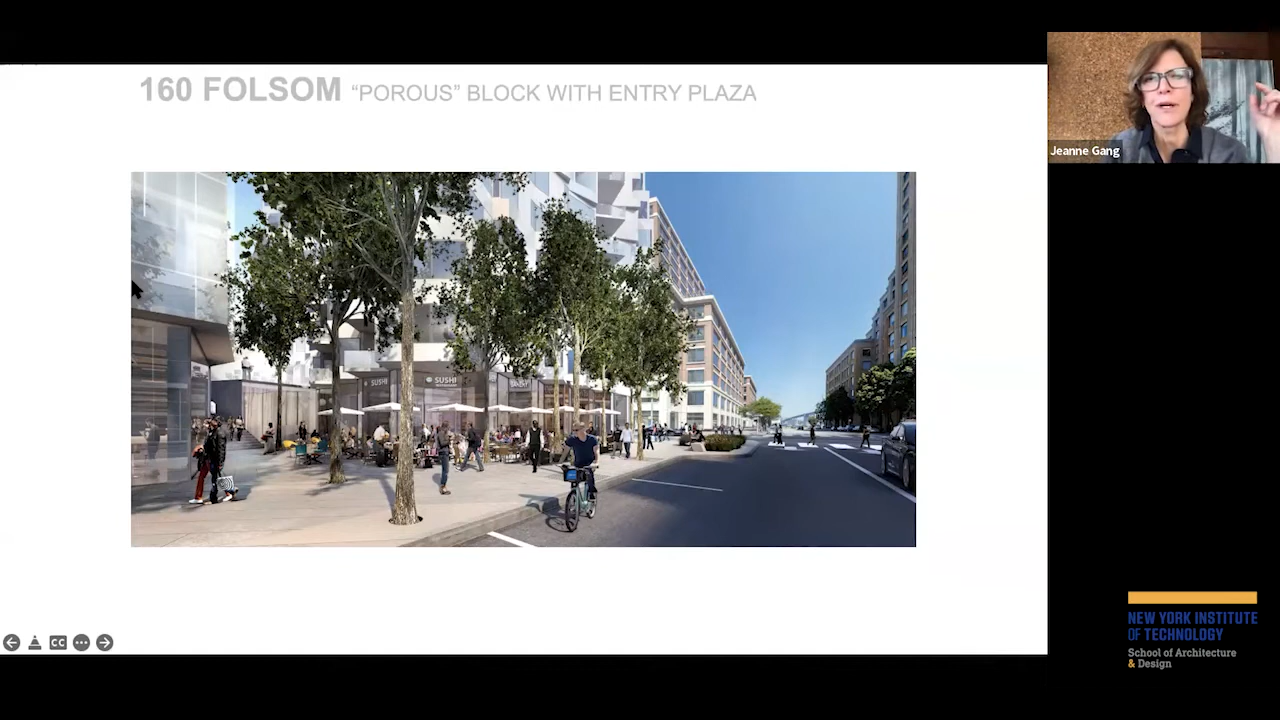 160 FOLSOM “POROUS” BLOCK WITH ENTRY PLAZA
Jeanne Gang
SUSHI
SUSHI
CC
NEW YORK INSTITUTE
OF TECHNOLOGY
School of Architecture
& Design